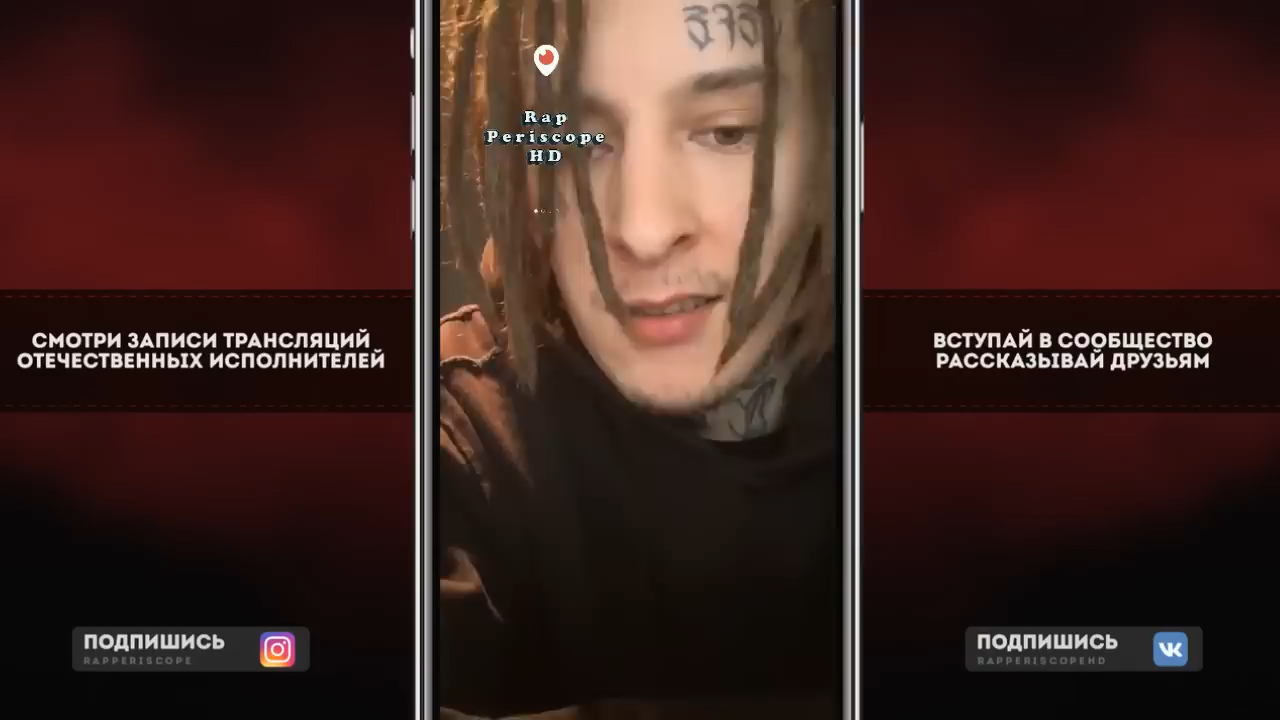 Rap
Periscope
HD
СМОТРИ ЗАПИСИ ТРАНСЛЯЦИЙ
ОТЕЧЕСТВЕННЫХ ИСПОЛНИТЕЛЕЙ
ВСТУПАЙ В СООБЩЕСТВО
РАССКАЗЫВАЙ ДРУЗЬЯМ
ПОДПИШИСЬ
RAPPERISCOPE
ПОДПИШИСЬ
RAPPERISCOPEHD